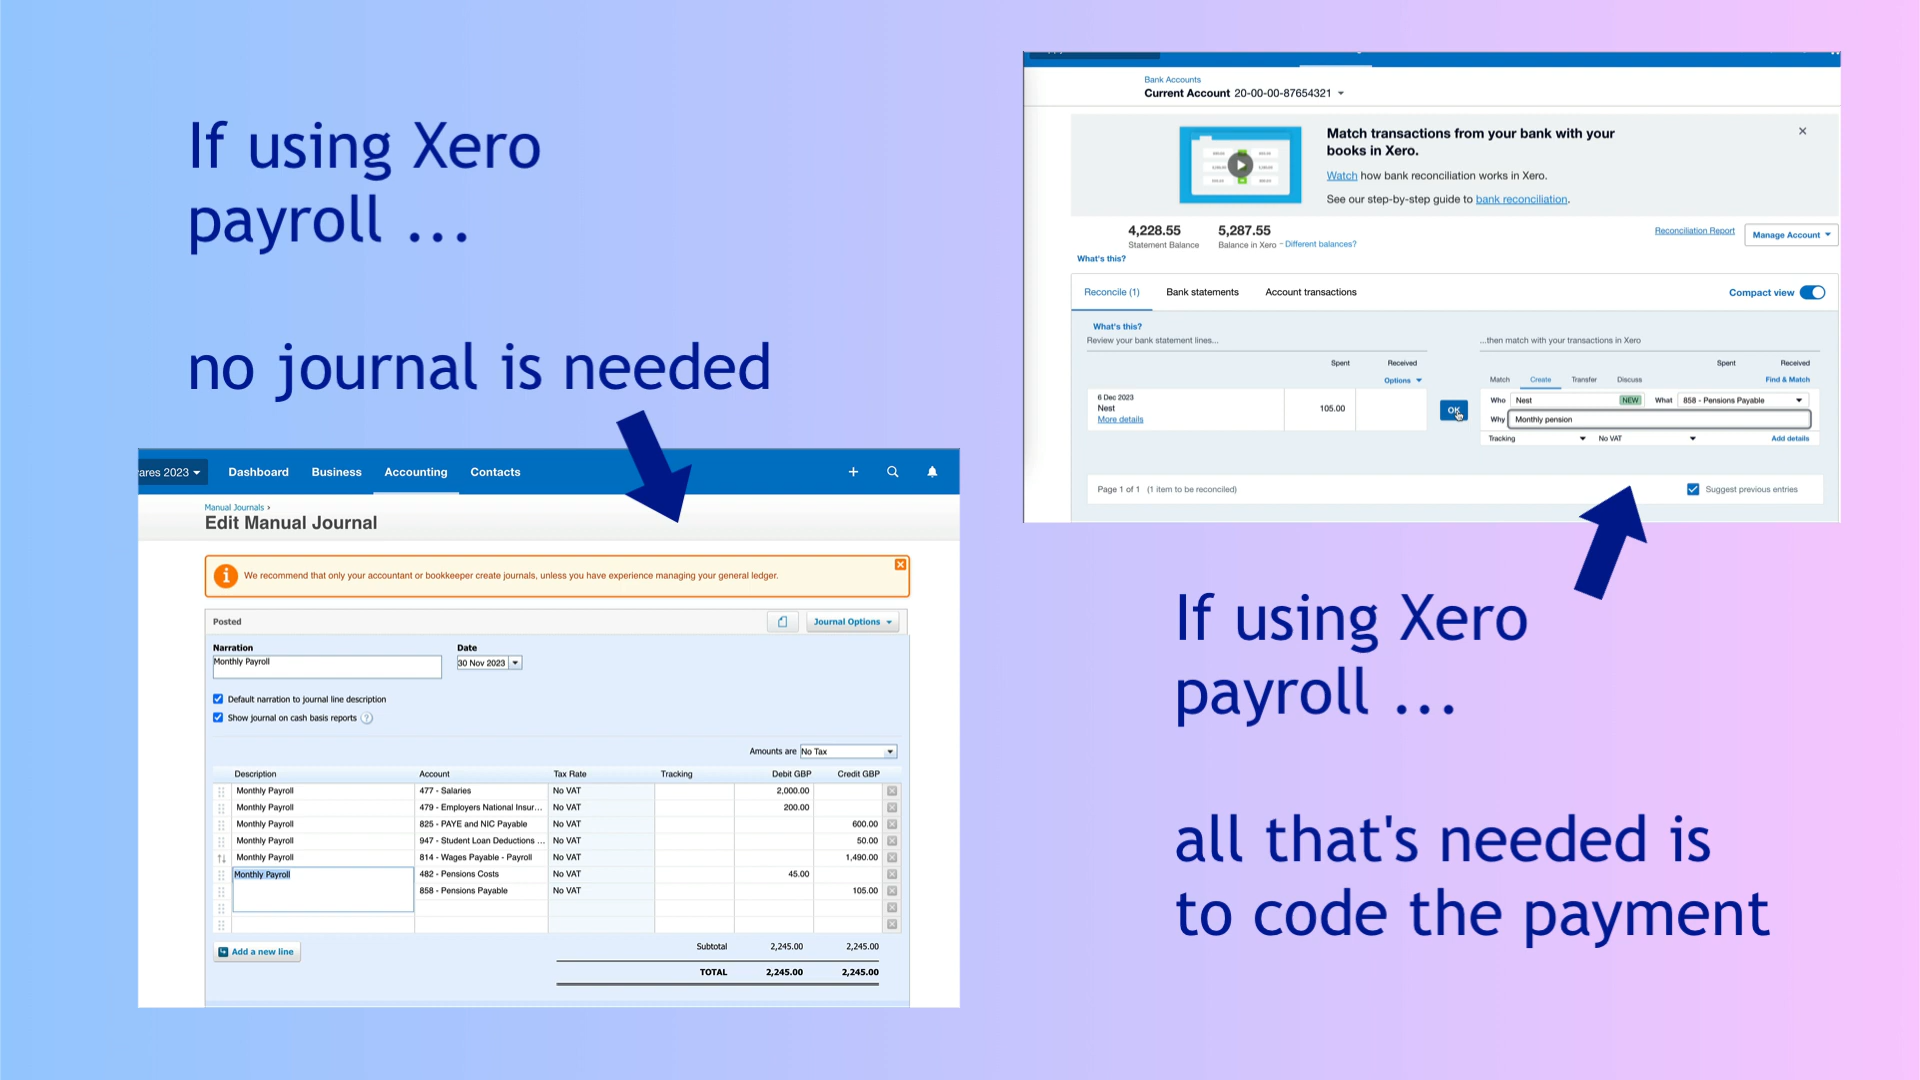 If using Xero
payroll ...
no journal is needed
ares 2023
Dashboard
Business
Accounting
Contacts
Manual Journals ›
Edit Manual Journal
We recommend that only your accountant or bookkeeper create journals, unless you have experience managing your general ledger.
Posted
Journal Options
Narration
Date
Monthly Payroll
30 Nov 2023
Default narration to journal line description
Show journal on cash basis reports ?
Amounts are No Tax
Description Account Tax Rate Tracking Debit GBP Credit GBP
Monthly Payroll 477 - Salaries No VAT 2,000.00
Monthly Payroll 479 - Employers National Insur... No VAT 200.00
Monthly Payroll 825 - PAYE and NIC Payable No VAT 600.00
Monthly Payroll 947 - Student Loan Deductions ... No VAT 50.00
Monthly Payroll 814 - Wages Payable - Payroll No VAT 1,490.00
Monthly Payroll 482 - Pensions Costs No VAT 45.00
858 - Pensions Payable No VAT 105.00
Add a new line
Subtotal 2,245.00 2,245.00
TOTAL 2,245.00 2,245.00
Bank Accounts
Current Account 20-00-00-87654321
Match transactions from your bank with your
books in Xero.
Watch how bank reconciliation works in Xero.
See our step-by-step guide to bank reconciliation.
4,228.55 5,287.55
Statement Balance Balance in Xero - Different balances?
Reconciliation Report
Manage Account
What's this?
Reconcile (1) Bank statements Account transactions
Compact view
What's this?
Review your bank statement lines...
...then match with your transactions in Xero
Spent Received
Spent Received
Options
Match Create Transfer Discuss Find & Match
6 Dec 2023
Nest
More details
105.00
OK
Who Nest NEW What 858 - Pensions Payable
Why Monthly pension
Tracking No VAT Add details
Page 1 of 1 (1 item to be reconciled)
Suggest previous entries
If using Xero
payroll ...
all that's needed is
to code the payment